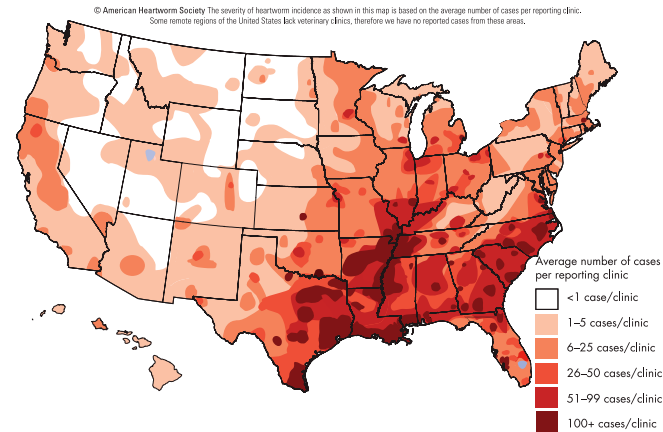 © American Heartworm Society The severity of heartworm incidence as shown in this map is based on the average number of cases per reporting clinic.
Some remote regions of the United States lack veterinary clinics, therefore we have no reported cases from these areas.
Average number of cases
per reporting clinic
<1 case/clinic
1–5 cases/clinic
6–25 cases/clinic
26–50 cases/clinic
51–99 cases/clinic
100+ cases/clinic